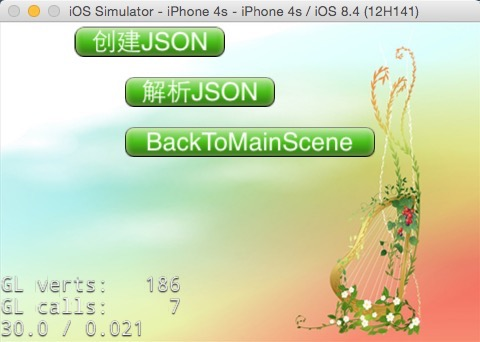 iOS Simulator - iPhone 4s - iPhone 4s / iOS 8.4 (12H141)
创建JSON
解析JSON
BackToMainScene
GL verts: 186
GL calls: 7
30.0 / 0.021